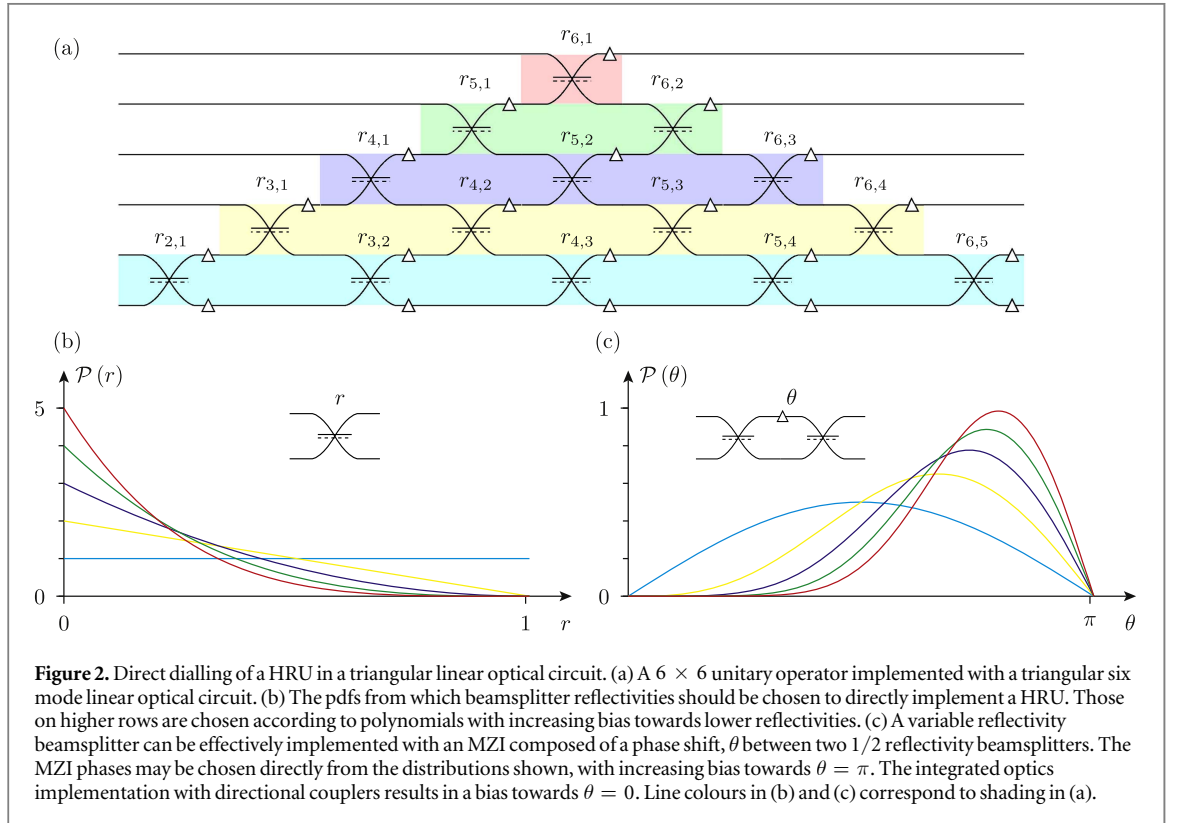 (a)
r6,1
r5,1 r6,2
r4,1 r5,2 r6,3
r3,1 r4,2 r5,3 r6,4
r2,1 r3,2 r4,3 r5,4 r6,5
(b)
P (r)
5
r
0
0 1 r
(c)
P (θ)
1
θ
0
π θ
Figure 2. Direct dialling of a HRU in a triangular linear optical circuit. (a) A 6 × 6 unitary operator implemented with a triangular six
mode linear optical circuit. (b) The pdfs from which beamsplitter reflectivities should be chosen to directly implement a HRU. Those
on higher rows are chosen according to polynomials with increasing bias towards lower reflectivities. (c) A variable reflectivity
beamsplitter can be effectively implemented with an MZI composed of a phase shift, θ between two 1/2 reflectivity beamsplitters. The
MZI phases may be chosen directly from the distributions shown, with increasing bias towards θ = π. The integrated optics
implementation with directional couplers results in a bias towards θ = 0. Line colours in (b) and (c) correspond to shading in (a).